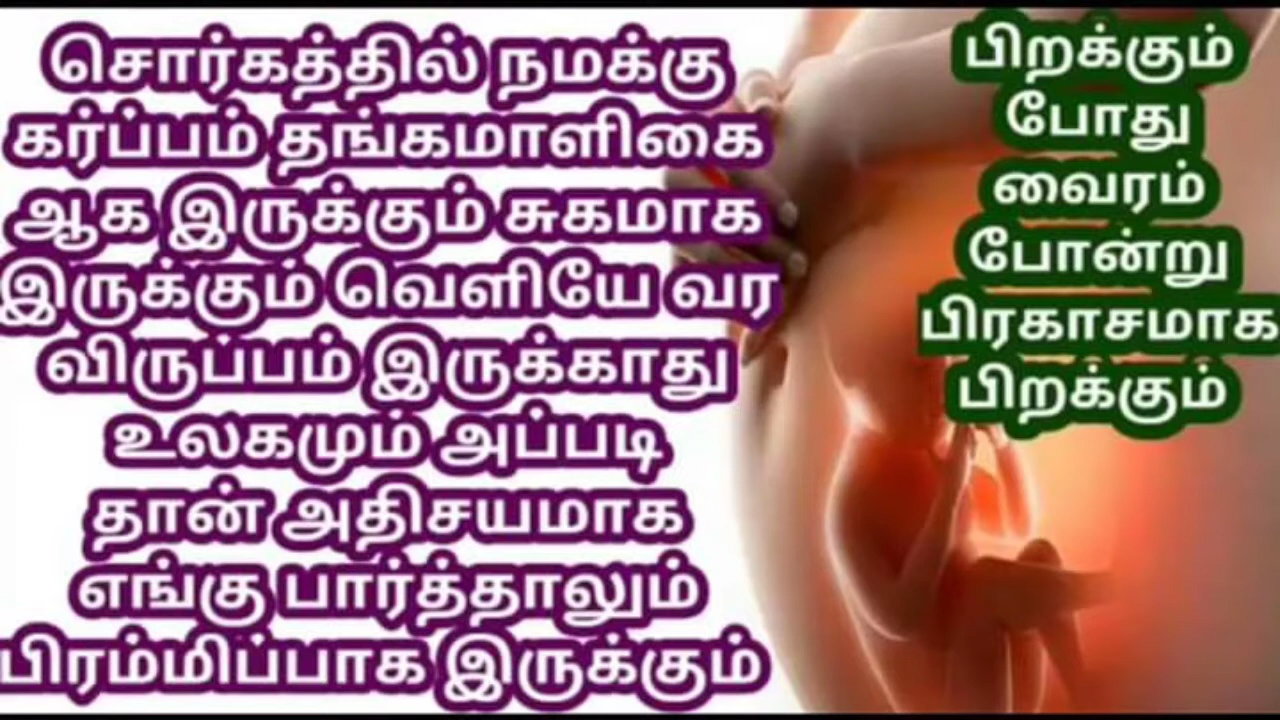 சொர்கத்தில் நமக்கு
கர்ப்பம் தங்கமாளிகை
ஆக இருக்கும் சுகமாக
இருக்கும் வெளியே வர
விருப்பம் இருக்காது
உலகமும் அப்படி
தான் அதிசயமாக
எங்கு பார்த்தாலும்
பிரம்மிப்பாக இருக்கும்
பிறக்கும்
போது
வைரம்
போன்று
பிரகாசமாக
பிறக்கும்